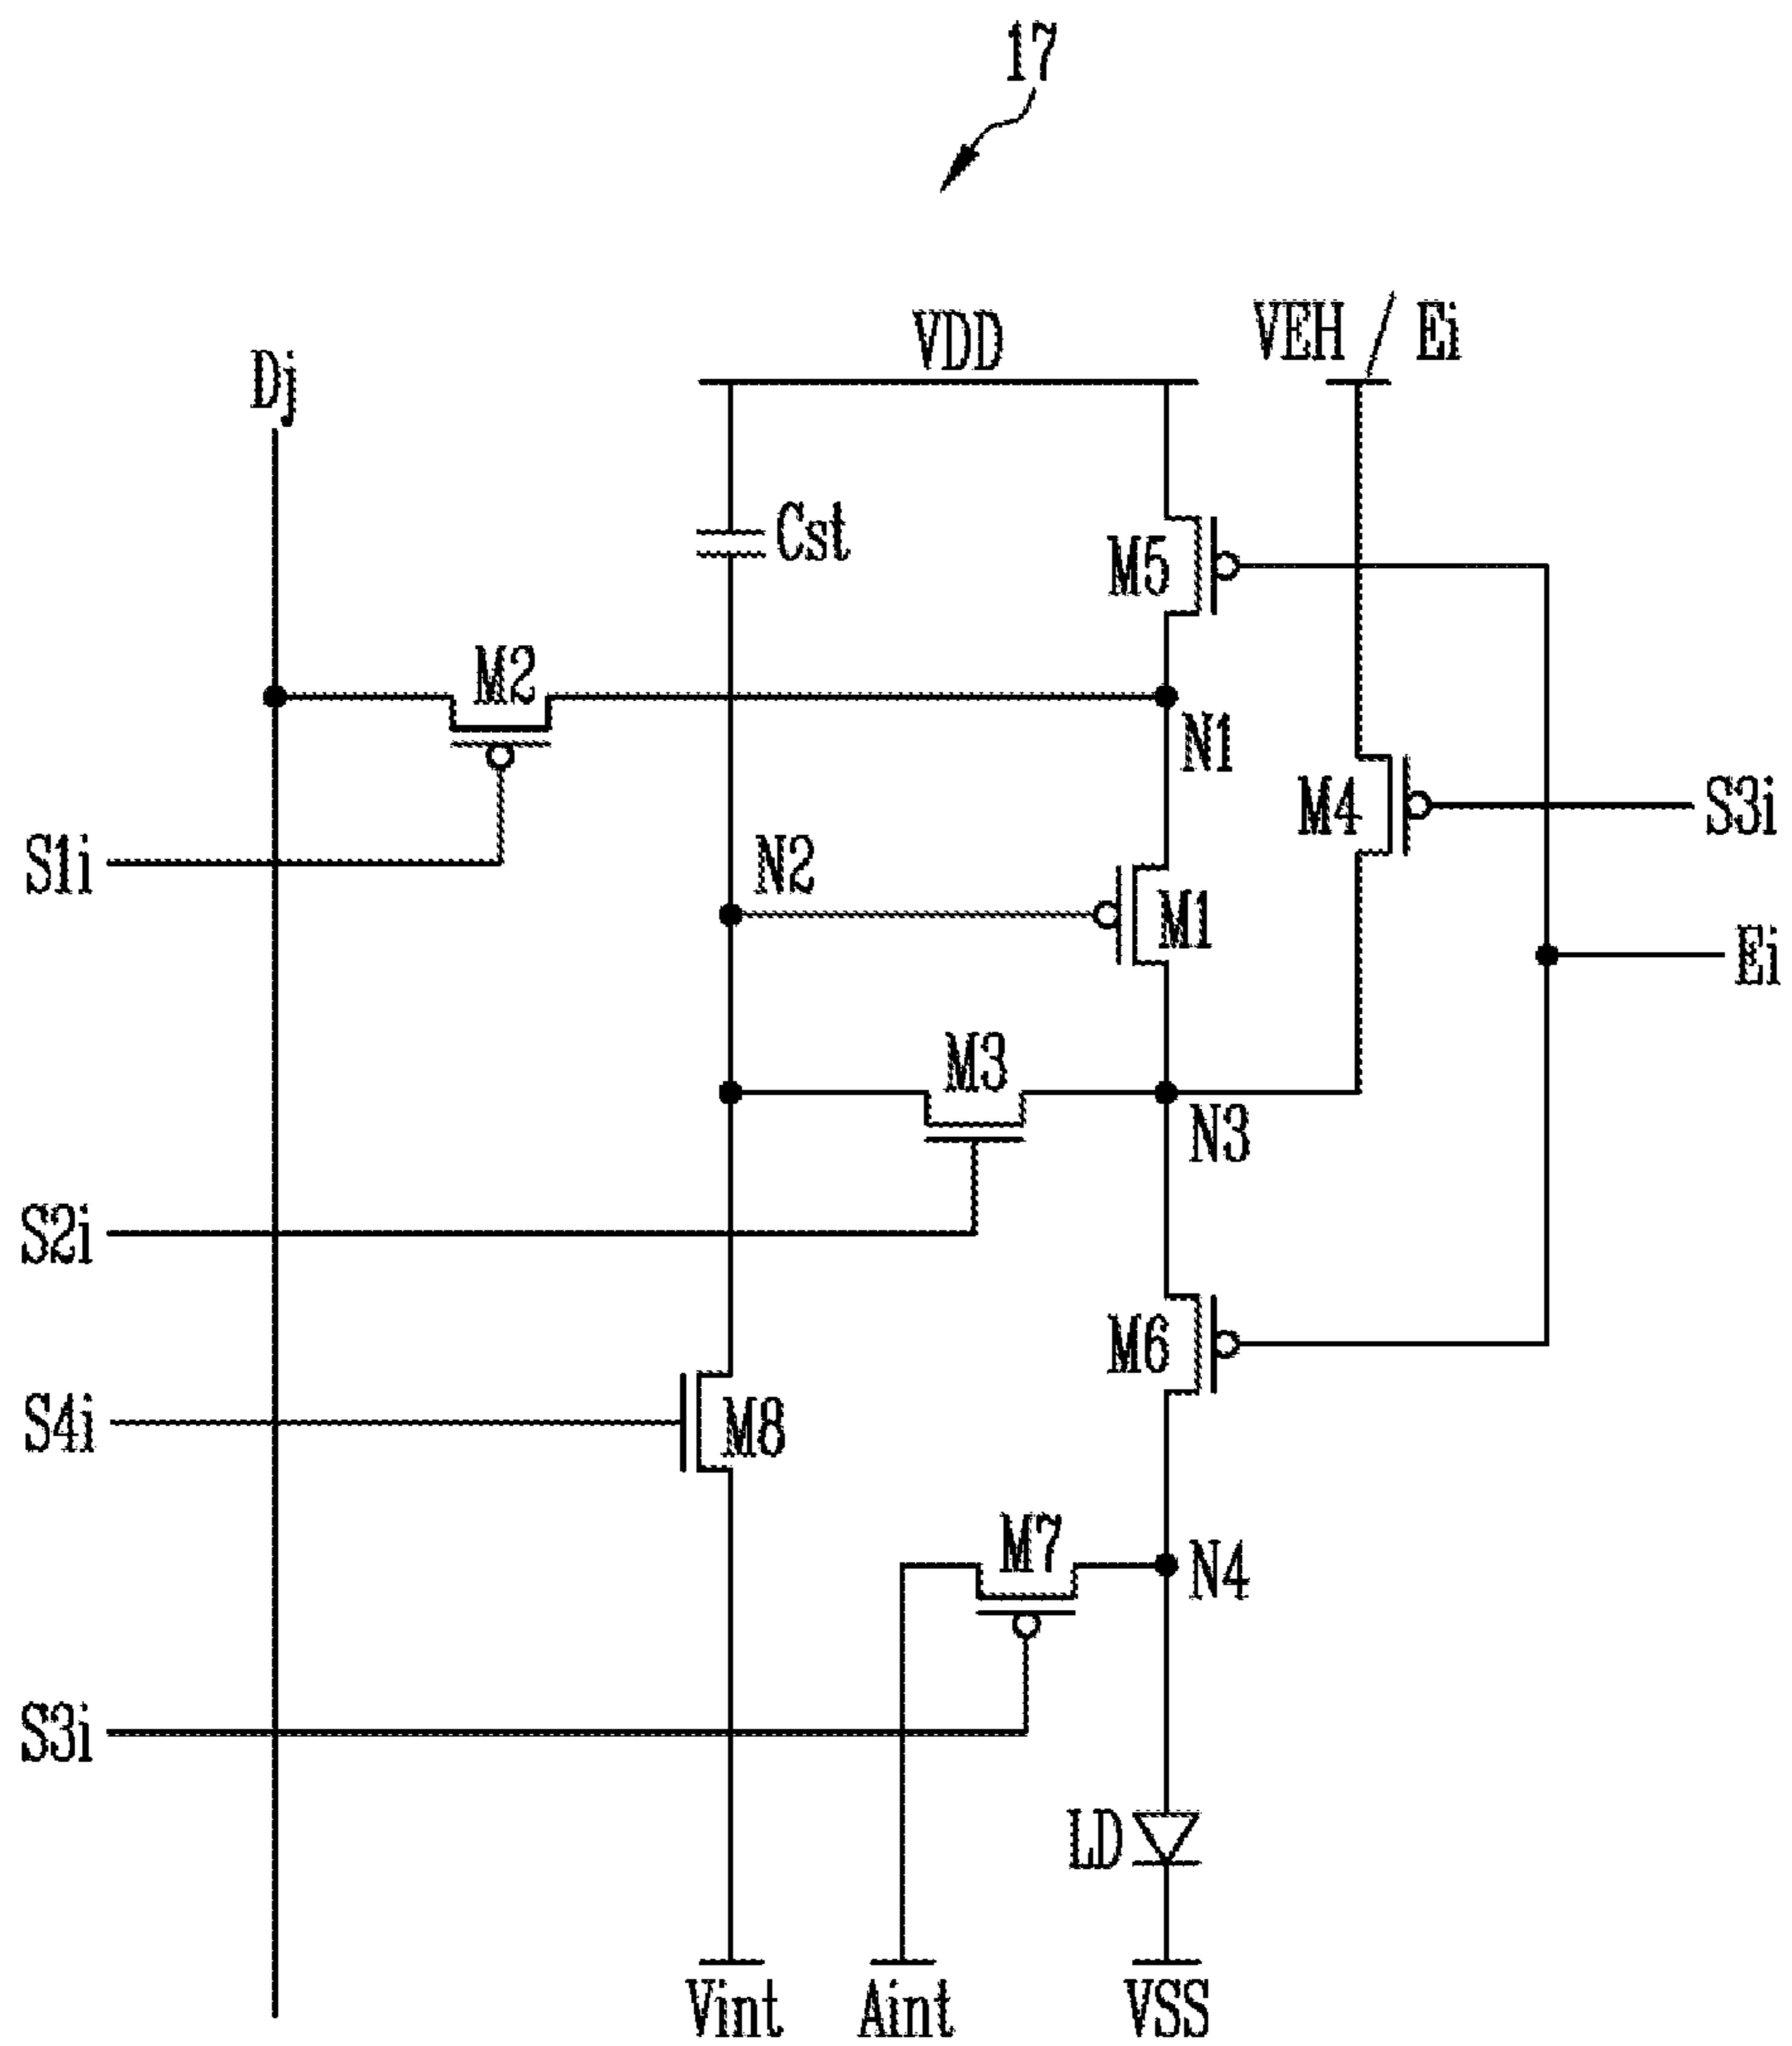 17
VDD
VEH / Ei
Dj
Cst
M5
M2
N1
M4
S3i
S1i
N2
M1
Ei
M3
N3
S2i
M6
S4i
M8
M7
N4
S3i
LD
Vint
Aint
VSS